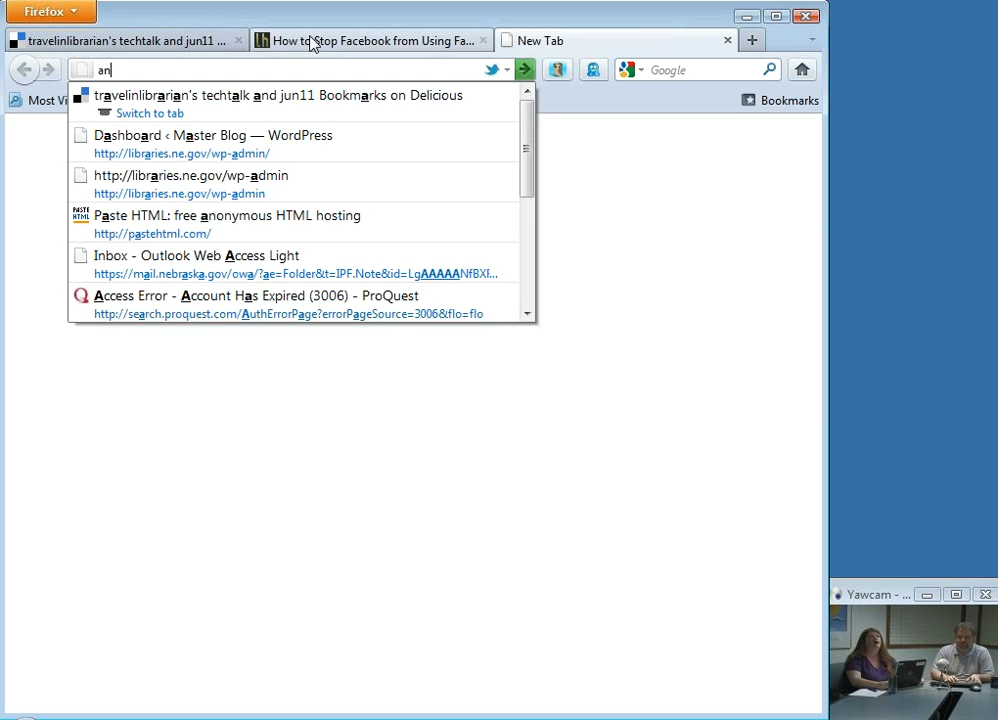 Firefox
travelinlibrarian's techtalk and jun11 ...
How to Stop Facebook from Using Fa...
New Tab
an
Google
Most Vi
Bookmarks
travelinlibrarian's techtalk and jun11 Bookmarks on Delicious
Switch to tab
Dashboard ‹ Master Blog — WordPress
http://libraries.ne.gov/wp-admin/
http://libraries.ne.gov/wp-admin
http://libraries.ne.gov/wp-admin
PASTE HTML
Paste HTML: free anonymous HTML hosting
http://pastehtml.com/
Inbox - Outlook Web Access Light
https://mail.nebraska.gov/owa/?ae=Folder&t=IPF.Note&id=LgAAAAANfBXF...
Access Error - Account Has Expired (3006) - ProQuest
http://search.proquest.com/AuthErrorPage?errorPageSource=3006&flo=flo
Yawcam - ...